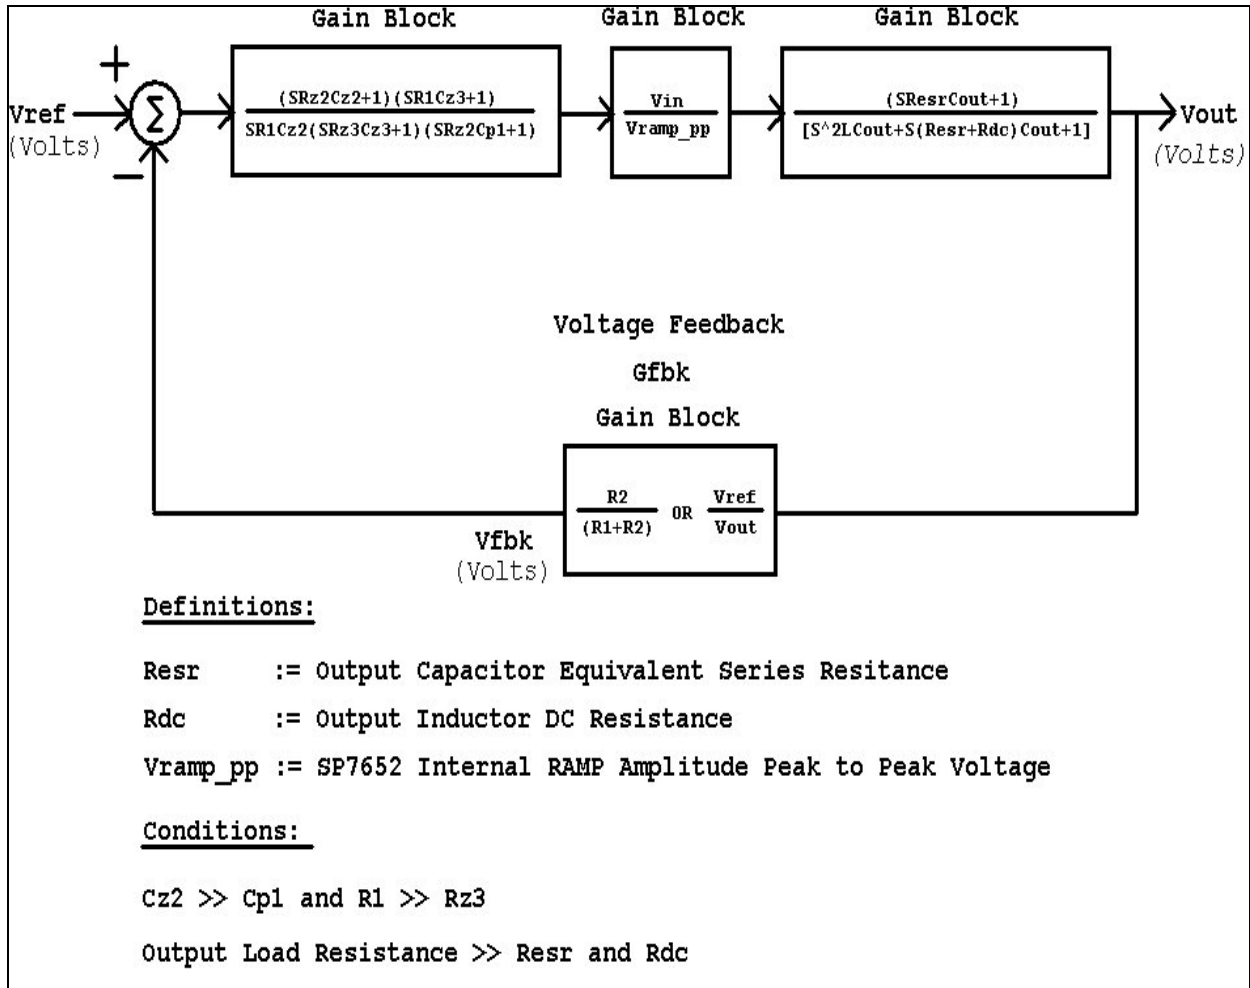 Gain Block
Gain Block
Gain Block
+
Vref
(Volts)
Σ
−
(SRz2Cz2+1)(SR1Cz3+1)
SR1Cz2(SRz3Cz3+1)(SRz2Cp1+1)
Vin
Vramp_pp
(SResrCout+1)
[S^2LCout+S(Resr+Rdc)Cout+1]
Vout
(Volts)
Voltage Feedback
Gfbk
Gain Block
R2
(R1+R2)
OR
Vref
Vout
Vfbk
(Volts)
Definitions:
Resr := Output Capacitor Equivalent Series Resitance
Rdc := Output Inductor DC Resistance
Vramp_pp := SP7652 Internal RAMP Amplitude Peak to Peak Voltage
Conditions:
Cz2 >> Cp1 and R1 >> Rz3
Output Load Resistance >> Resr and Rdc